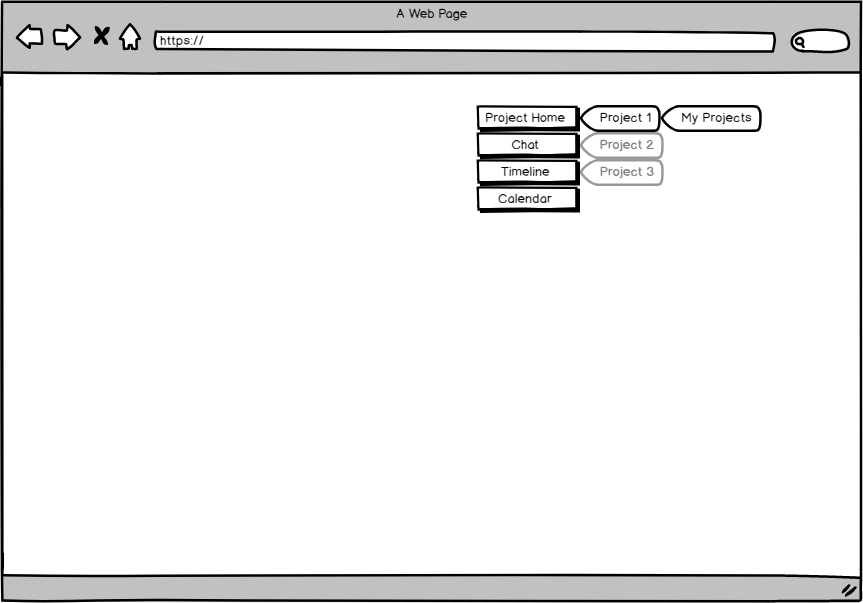 A Web Page
https://
Project Home Project 1 My Projects
Chat Project 2
Timeline Project 3
Calendar